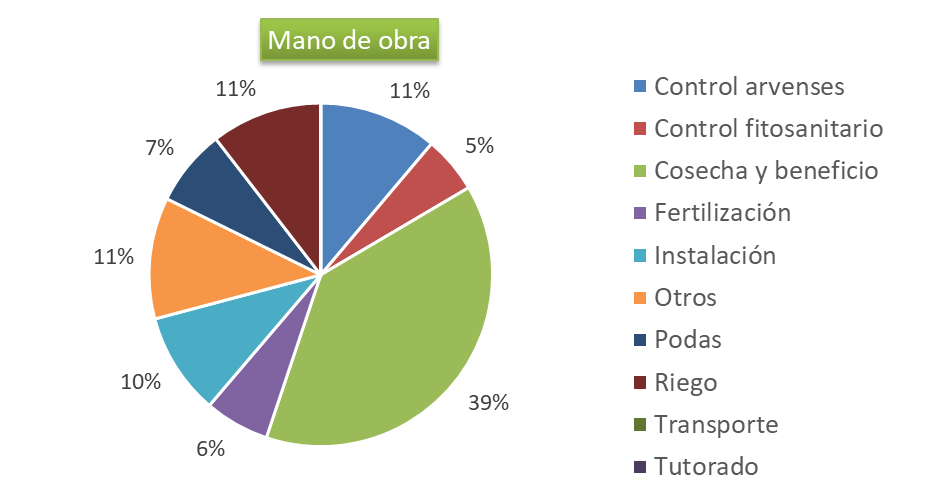 Mano de obra
11%
11%
5%
7%
11%
10%
39%
6%
Control arvenses
Control fitosanitario
Cosecha y beneficio
Fertilización
Instalación
Otros
Podas
Riego
Transporte
Tutorado